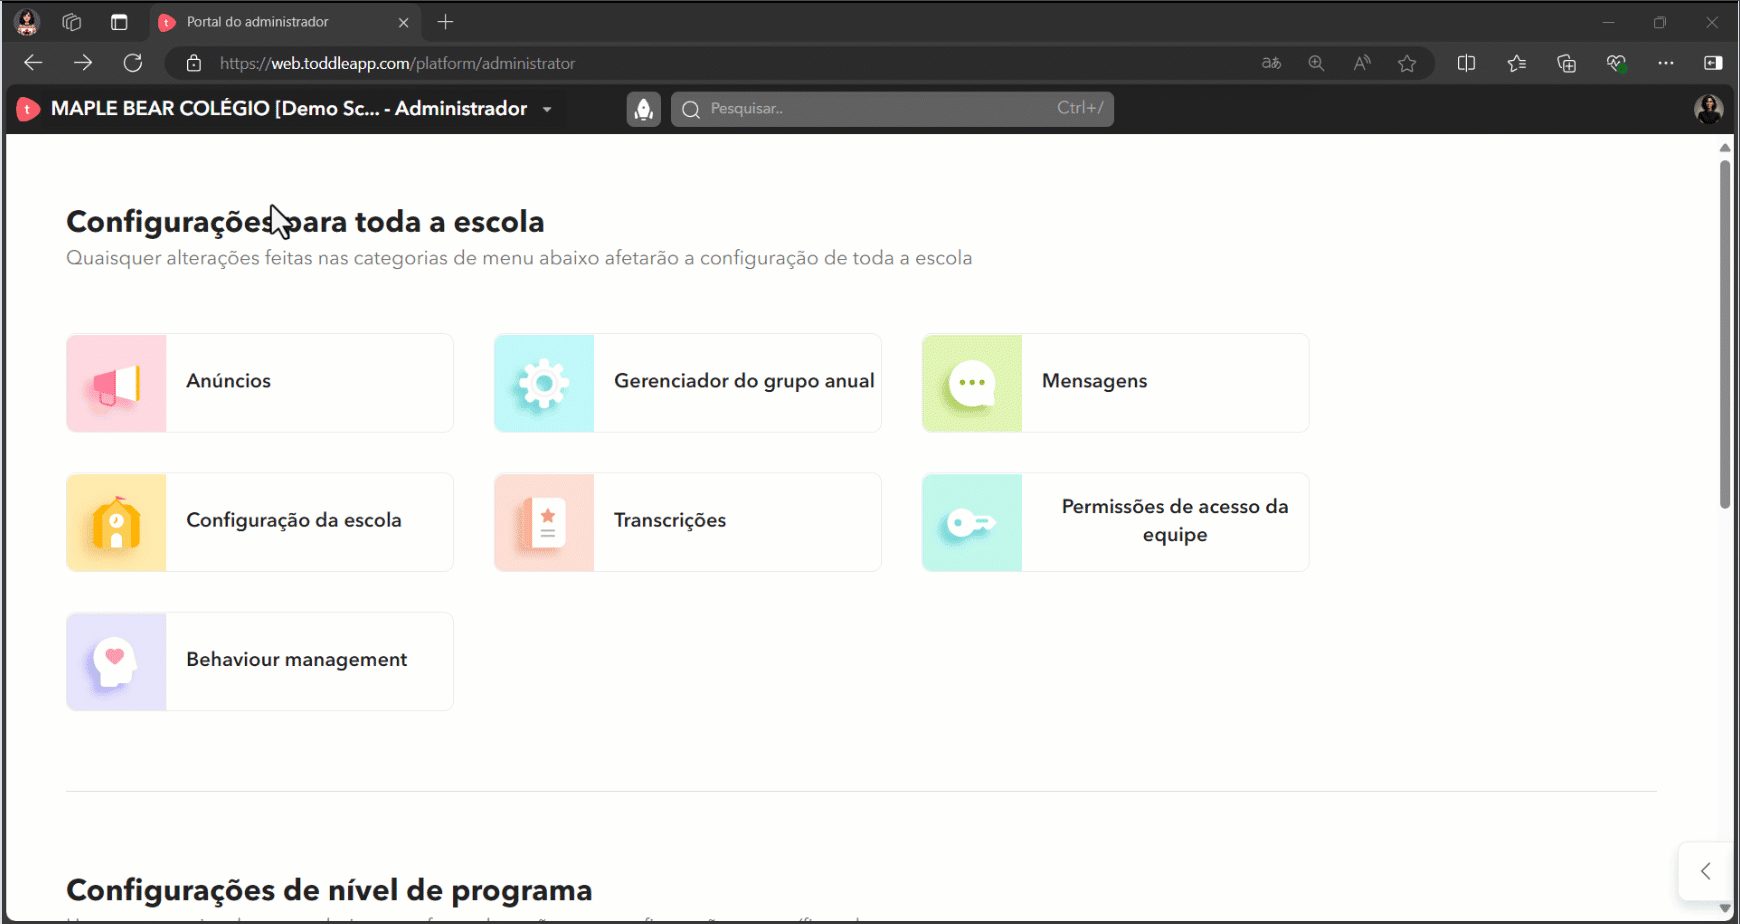 Portal do administrador
https://web.toddleapp.com/platform/administrator
MAPLE BEAR COLÉGIO [Demo Sc... - Administrador
Pesquisar..
Ctrl+/
Configurações para toda a escola
Quaisquer alterações feitas nas categorias de menu abaixo afetarão a configuração de toda a escola
Anúncios
Gerenciador do grupo anual
Mensagens
Configuração da escola
Transcrições
Permissões de acesso da
equipe
Behaviour management
Configurações de nível de programa